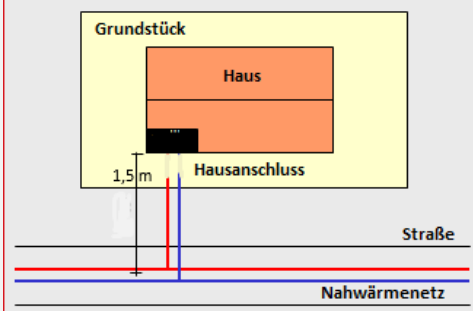 Grundstück
Haus
Hausanschluss
1,5 m
Straße
Nahwärmenetz